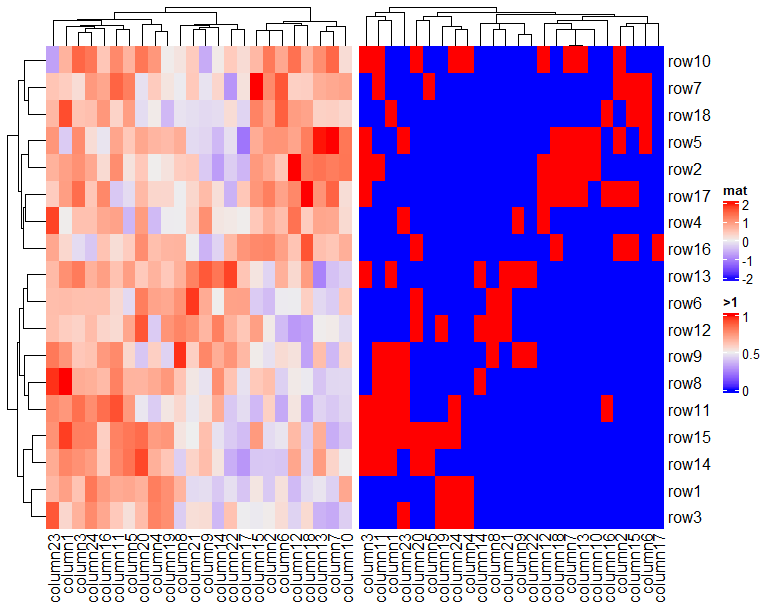 row10
row7
row18
row5
row2
row17
row4
row16
row13
row6
row12
row9
row8
row11
row15
row14
row1
row3
mat
2
1
0
-1
-2
>1
1
0.5
0
column23
column1
column3
column24
column16
column11
column5
column20
column4
column19
column8
column21
column9
column14
column22
column17
column15
column2
column6
column12
column18
column13
column7
column10
column3
column11
column1
column23
column20
column5
column19
column24
column4
column14
column8
column21
column9
column22
column12
column18
column7
column13
column10
column16
column2
column15
column6
column17